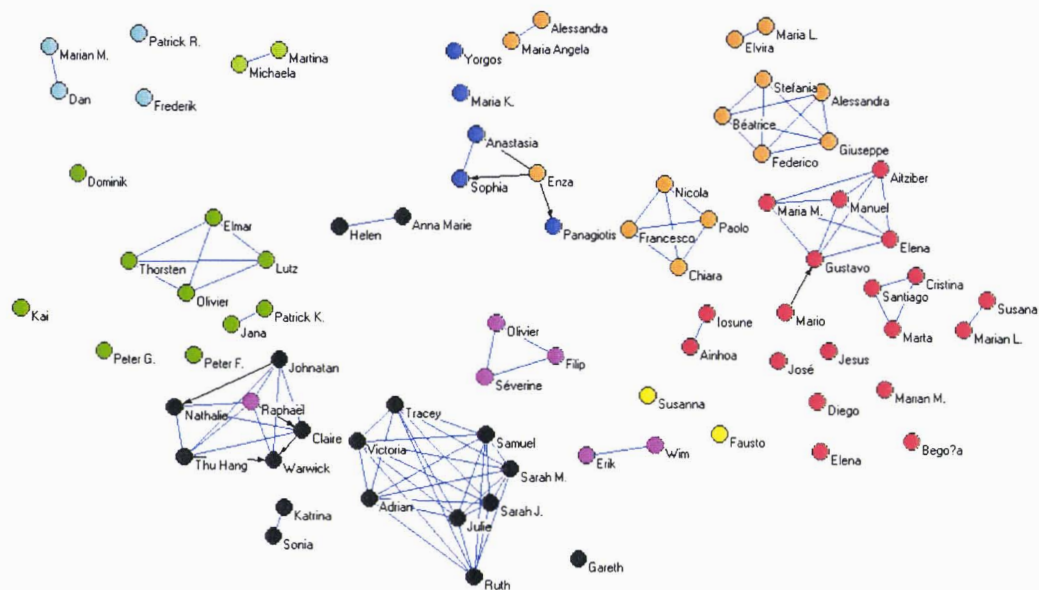 Marian M.
Patrick R.
Dan
Frederik
Martina
Michaela
Alessandra
Maria Angela
Yorgos
Maria K.
Anastasia
Sophia
Enza
Panagiotis
Maria L.
Elvira
Stefania
Alessandra
Béatrice
Giuseppe
Federico
Nicola
Francesco
Paolo
Chiara
Aitziber
Maria M.
Manuel
Elena
Gustavo
Mario
Cristina
Santiago
Marta
Susana
Marian L.
Iosune
Ainhoa
José
Jesus
Diego
Marian M.
Elena
Bego?a
Dominik
Elmar
Thorsten
Lutz
Olivier
Helen
Anna Marie
Kai
Patrick K.
Jana
Peter G.
Peter F.
Johnatan
Nathalie
Raphaël
Claire
Thu Hang
Warwick
Katrina
Sonia
Tracey
Victoria
Samuel
Sarah M.
Adrian
Sarah J.
Julie
Ruth
Olivier
Filip
Séverine
Susanna
Fausto
Erik
Wim
Gareth